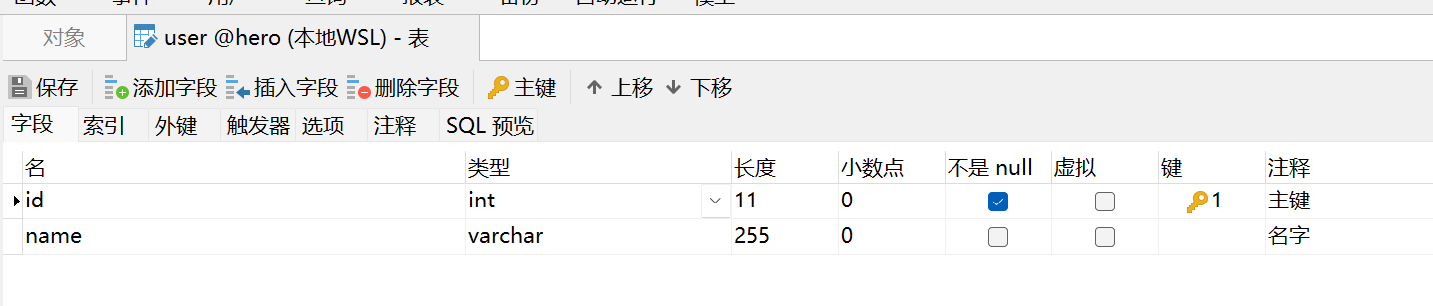 对象 user @hero (本地WSL) - 表
保存 添加字段 插入字段 删除字段 主键 上移 下移
字段 索引 外键 触发器 选项 注释 SQL 预览
名 类型 长度 小数点 不是 null 虚拟 键 注释
id int 11 0 1 主键
name varchar 255 0 名字